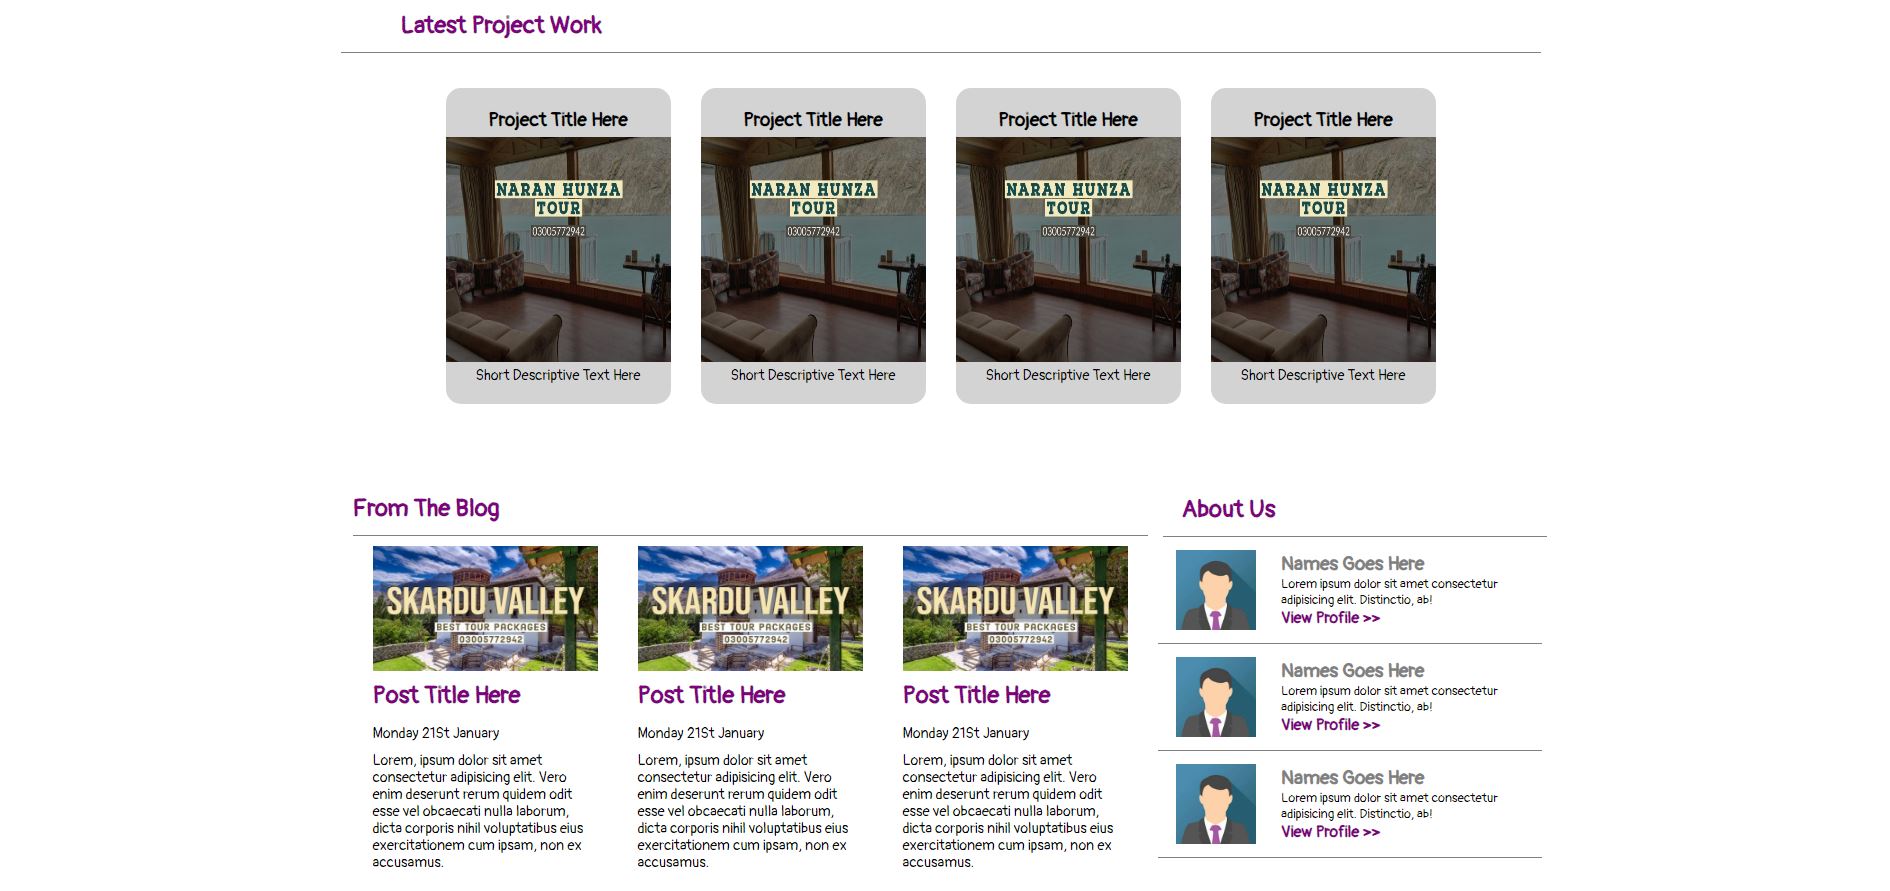 Latest Project Work
Project Title Here
NARAN HUNZA
TOUR
03005772942
Short Descriptive Text Here
Project Title Here
NARAN HUNZA
TOUR
03005772942
Short Descriptive Text Here
Project Title Here
NARAN HUNZA
TOUR
03005772942
Short Descriptive Text Here
Project Title Here
NARAN HUNZA
TOUR
03005772942
Short Descriptive Text Here
From The Blog
SKARDU VALLEY
BEST TOUR PACKAGES
03005772942
Post Title Here
Monday 21St January
Lorem, ipsum dolor sit amet
consectetur adipisicing elit. Vero
enim deserunt rerum quidem odit
esse vel obcaecati nulla laborum,
dicta corporis nihil voluptatibus eius
exercitationem cum ipsam, non ex
accusamus.
SKARDU VALLEY
BEST TOUR PACKAGES
03005772942
Post Title Here
Monday 21St January
Lorem, ipsum dolor sit amet
consectetur adipisicing elit. Vero
enim deserunt rerum quidem odit
esse vel obcaecati nulla laborum,
dicta corporis nihil voluptatibus eius
exercitationem cum ipsam, non ex
accusamus.
SKARDU VALLEY
BEST TOUR PACKAGES
03005772942
Post Title Here
Monday 21St January
Lorem, ipsum dolor sit amet
consectetur adipisicing elit. Vero
enim deserunt rerum quidem odit
esse vel obcaecati nulla laborum,
dicta corporis nihil voluptatibus eius
exercitationem cum ipsam, non ex
accusamus.
About Us
Names Goes Here
Lorem ipsum dolor sit amet consectetur
adipisicing elit. Distinctio, ab!
View Profile >>
Names Goes Here
Lorem ipsum dolor sit amet consectetur
adipisicing elit. Distinctio, ab!
View Profile >>
Names Goes Here
Lorem ipsum dolor sit amet consectetur
adipisicing elit. Distinctio, ab!
View Profile >>